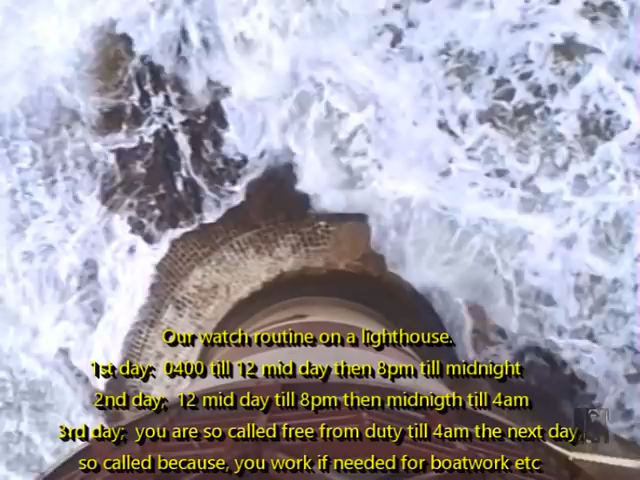 Our watch routine on a lighthouse.
1st day:  0400 till 12 mid day then 8pm till midnight
2nd day;  12 mid day till 8pm then midnigth till 4am
3rd day;  you are so called free from duty till 4am the next day,
so called because, you work if needed for boatwork etc